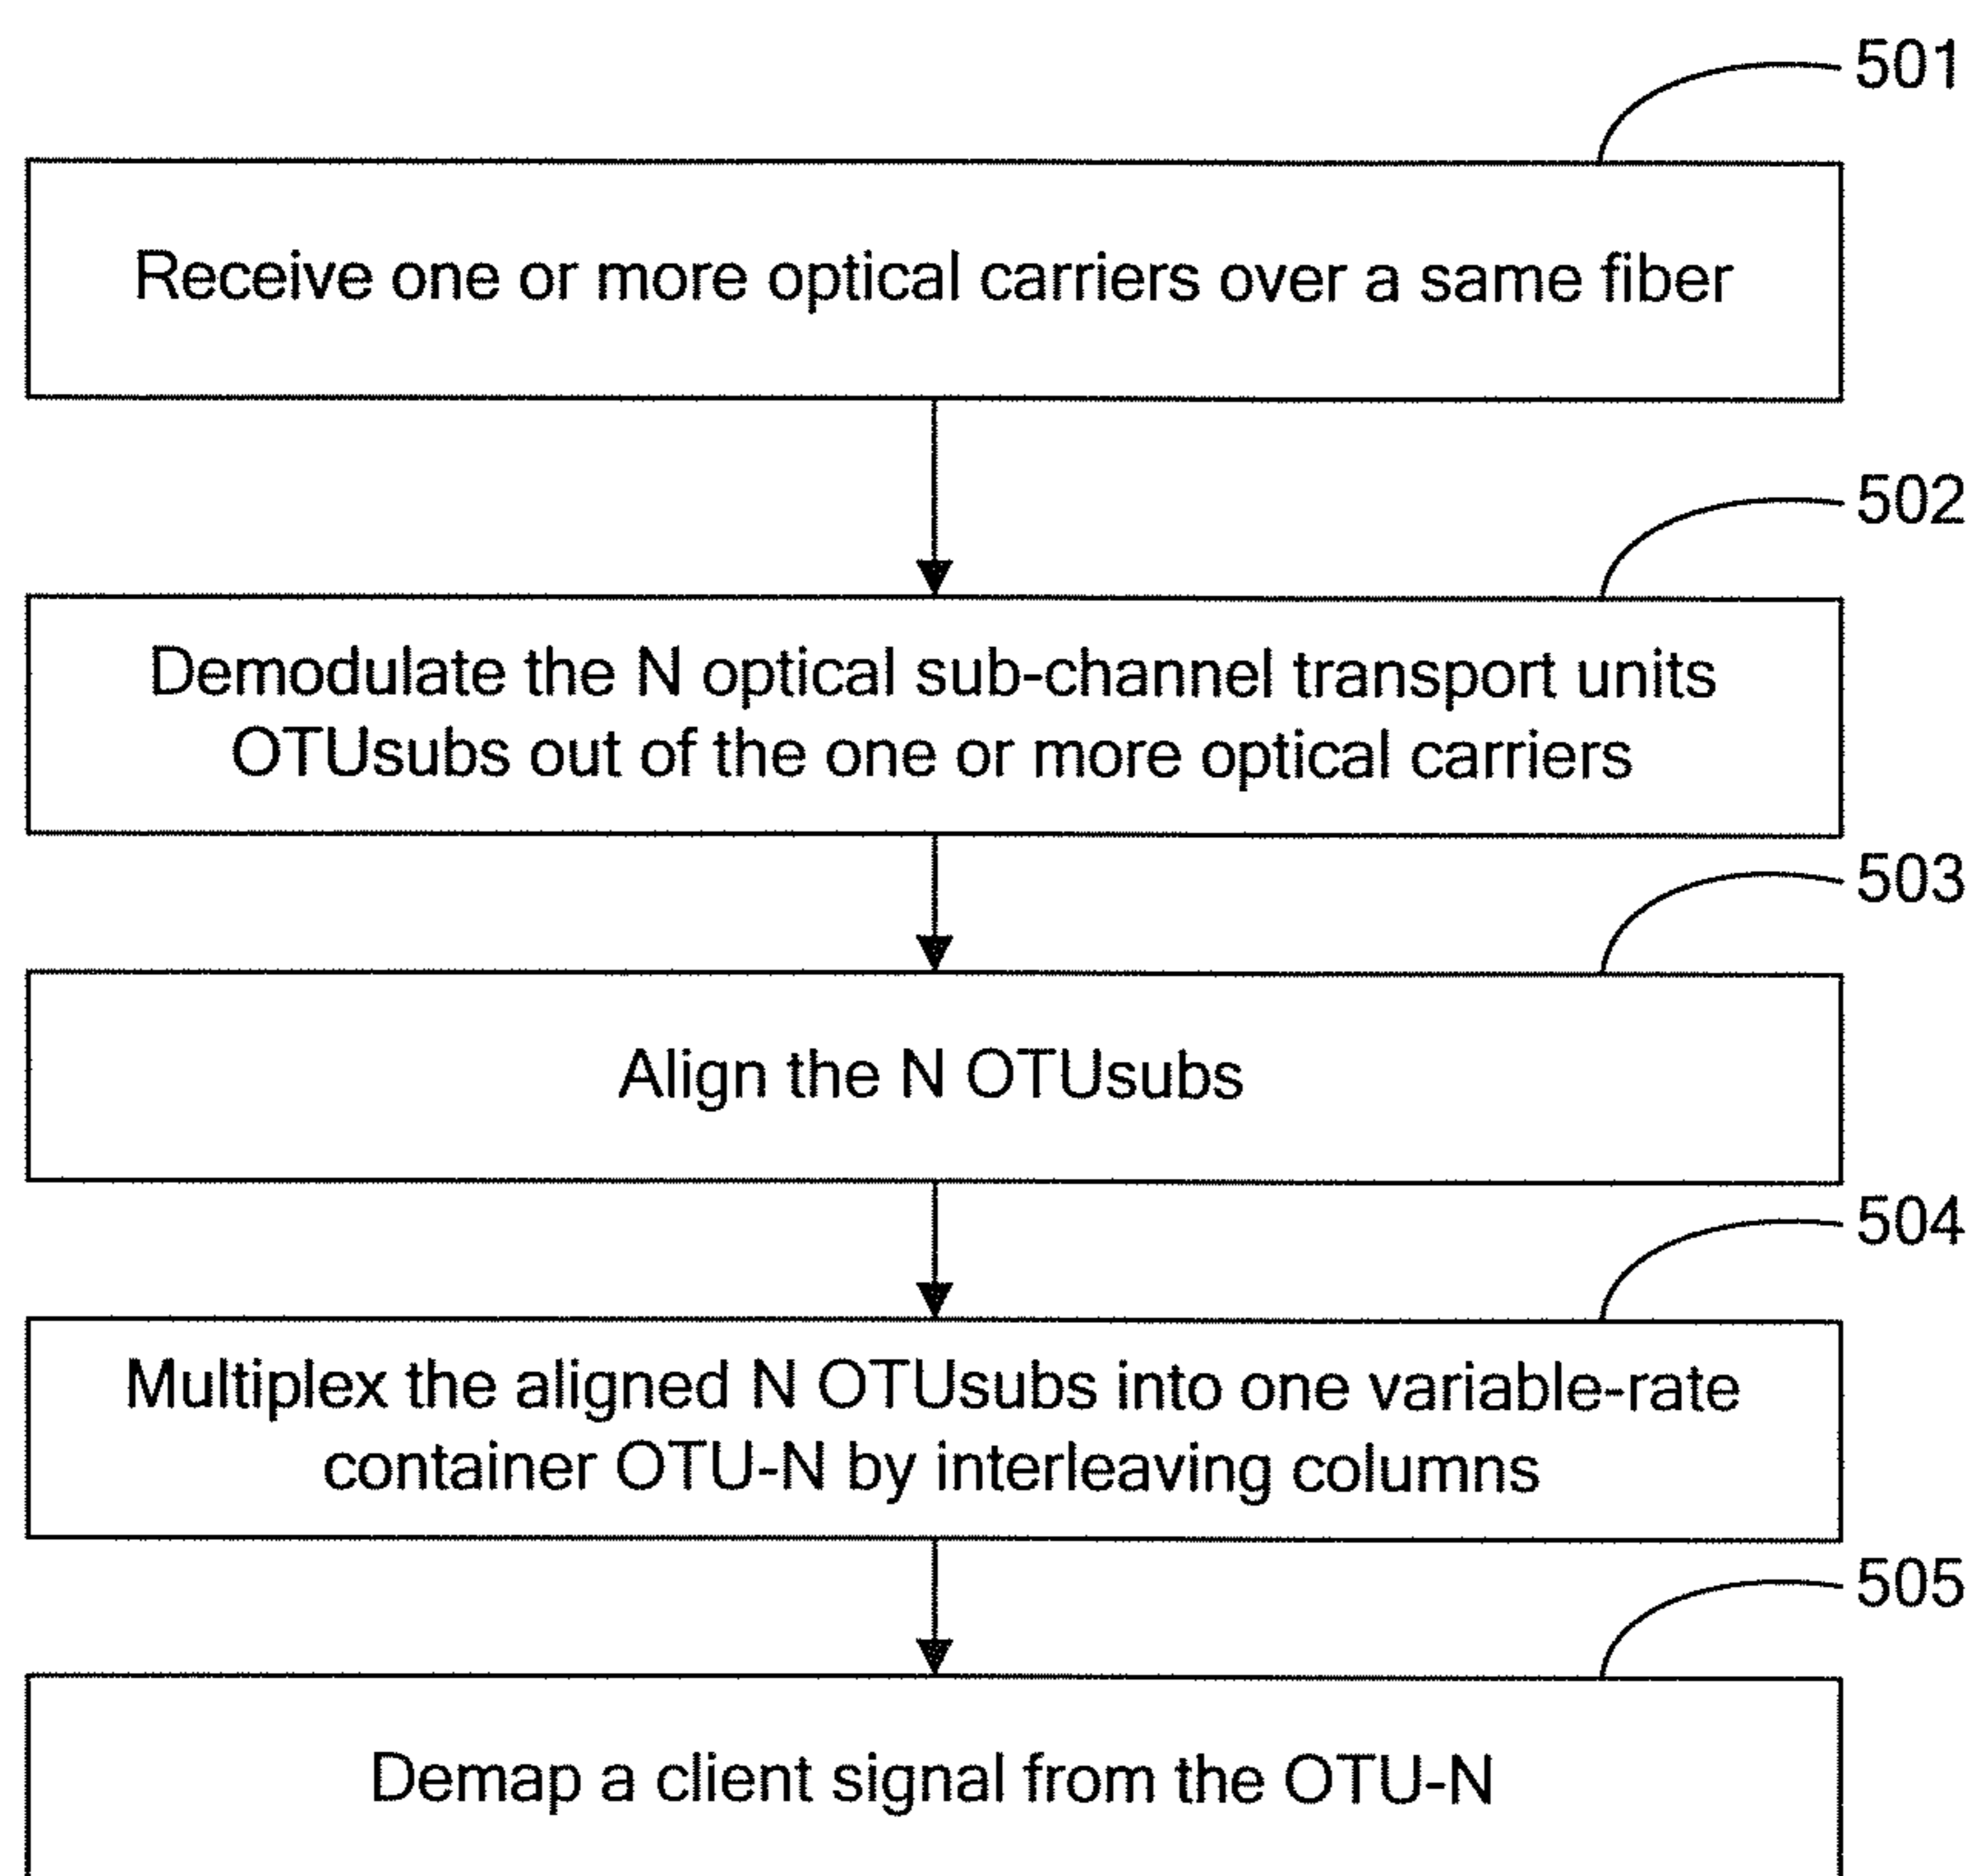 501
Receive one or more optical carriers over a same fiber
502
Demodulate the N optical sub-channel transport units
OTUsubs out of the one or more optical carriers
503
Align the N OTUsubs
504
Multiplex the aligned N OTUsubs into one variable-rate
container OTU-N by interleaving columns
505
Demap a client signal from the OTU-N